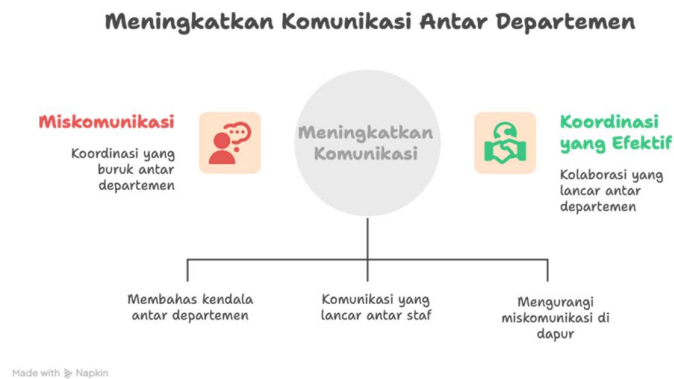 Meningkatkan Komunikasi Antar Departemen
Miskomunikasi
Koordinasi yang
buruk antar
departemen
Meningkatkan
Komunikasi
Koordinasi
yang Efektif
Kolaborasi yang
lancar antar
departemen
Membahas kendala
antar departemen
Komunikasi yang
lancar antar staf
Mengurangi
miskomunikasi di
dapur
Made with Napkin